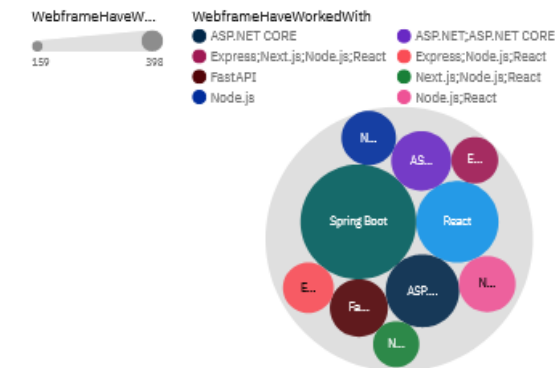 WebframeHaveW...
159
398
WebframeHaveWorkedWith
ASP.NET CORE
ASP.NET;ASP.NET CORE
Express;Next.js;Node.js;React
Express;Node.js;React
FastAPI
Next.js;Node.js;React
Node.js
Node.js;React
N...
AS...
E...
Spring Boot
React
E...
Fa...
ASP....
N...
N...